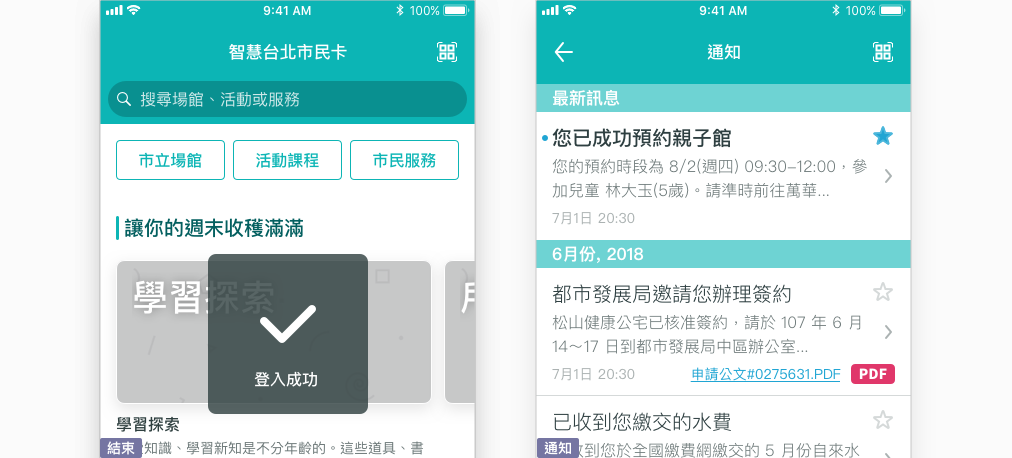 9:41 AM
100%
智慧台北市民卡
搜尋場館、活動或服務
市立場館
活動課程
市民服務
讓你的週末收穫滿滿
學習探索
登入成功
學習探索
知識、學習新知是不分年齡的。這些道具、書
結束
9:41 AM
100%
通知
最新訊息
您已成功預約親子館
您的預約時段為 8/2(週四) 09:30–12:00，參
加兒童 林大玉(5歲)。請準時前往萬華...
7月1日 20:30
6月份, 2018
都市發展局邀請您辦理簽約
松山健康公宅已核准簽約，請於 107 年 6 月
14～17 日到都市發展局中區辦公室...
7月1日 20:30
申請公文#0275631.PDF
PDF
已收到您繳交的水費
收到您於全國繳費網繳交的 5 月份自來水
通知